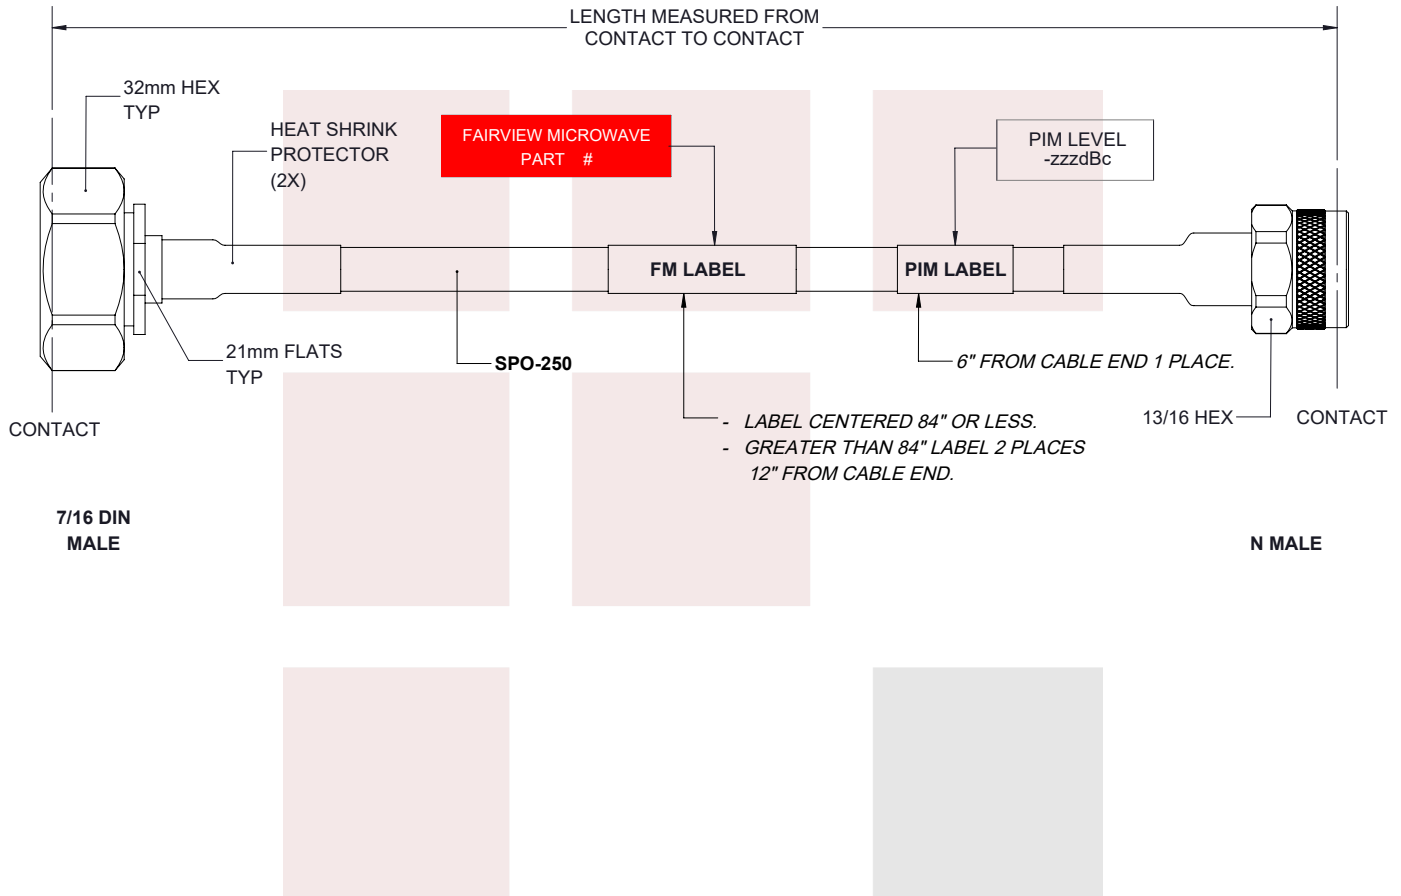 LENGTH MEASURED FROM
CONTACT TO CONTACT
32mm HEX
TYP
HEAT SHRINK
PROTECTOR
(2X)
FAIRVIEW MICROWAVE
PART #
PIM LEVEL
-zzzdBc
FM LABEL
PIM LABEL
21mm FLATS
TYP
SPO-250
6" FROM CABLE END 1 PLACE.
- LABEL CENTERED 84" OR LESS.
- GREATER THAN 84" LABEL 2 PLACES
12" FROM CABLE END.
13/16 HEX
CONTACT
CONTACT
7/16 DIN
MALE
N MALE